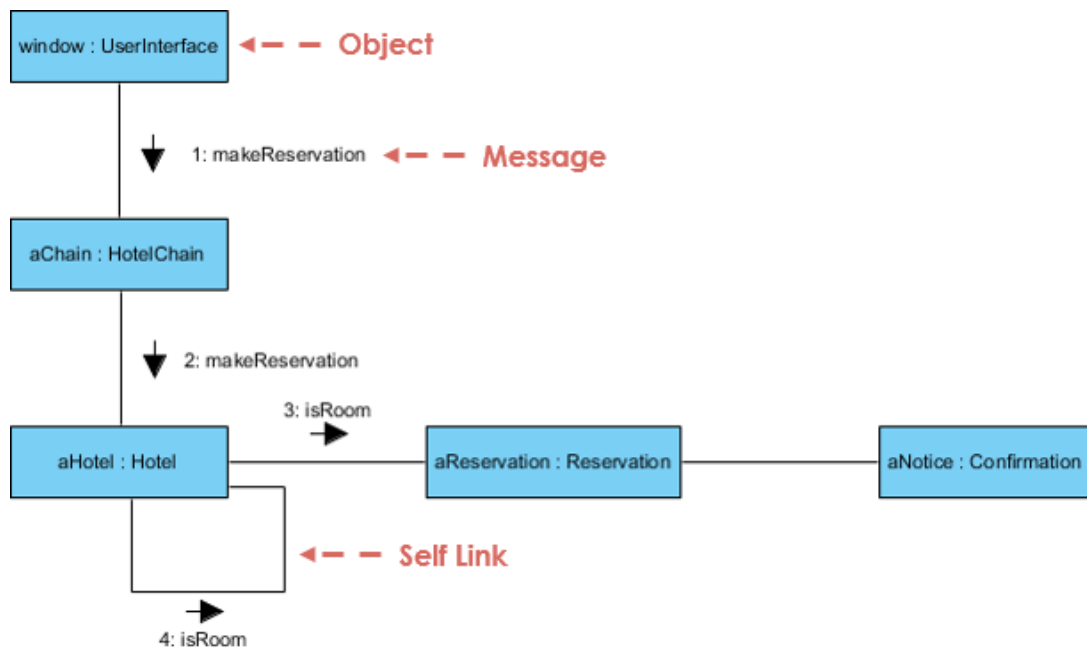 window : UserInterface
Object
1: makeReservation
Message
aChain : HotelChain
2: makeReservation
3: isRoom
aHotel : Hotel
aReservation : Reservation
aNotice : Confirmation
Self Link
4: isRoom